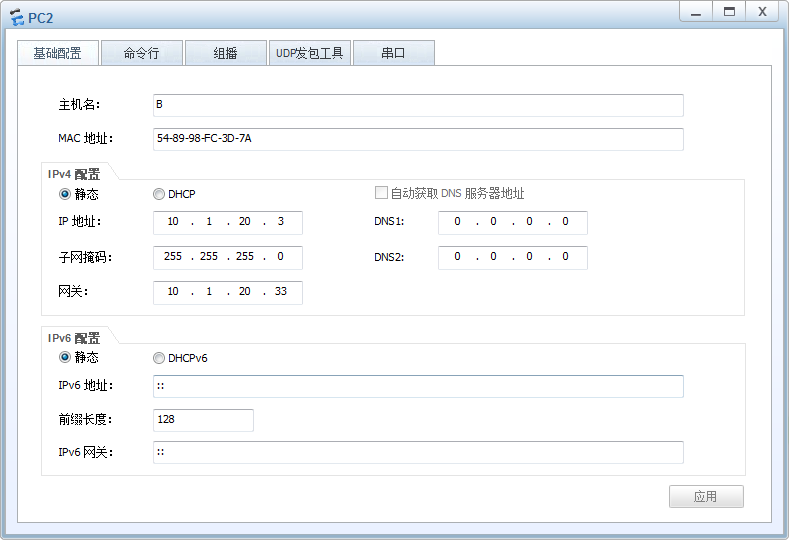 PC2
基础配置 命令行 组播 UDP发包工具 串口
主机名: B
MAC 地址: 54-89-98-FC-3D-7A
IPv4 配置
静态 DHCP 自动获取 DNS 服务器地址
IP 地址: 10 . 1 . 20 . 3 DNS1: 0 . 0 . 0 . 0
子网掩码: 255 . 255 . 255 . 0 DNS2: 0 . 0 . 0 . 0
网关: 10 . 1 . 20 . 33
IPv6 配置
静态 DHCPv6
IPv6 地址: ::
前缀长度: 128
IPv6 网关: ::
应用